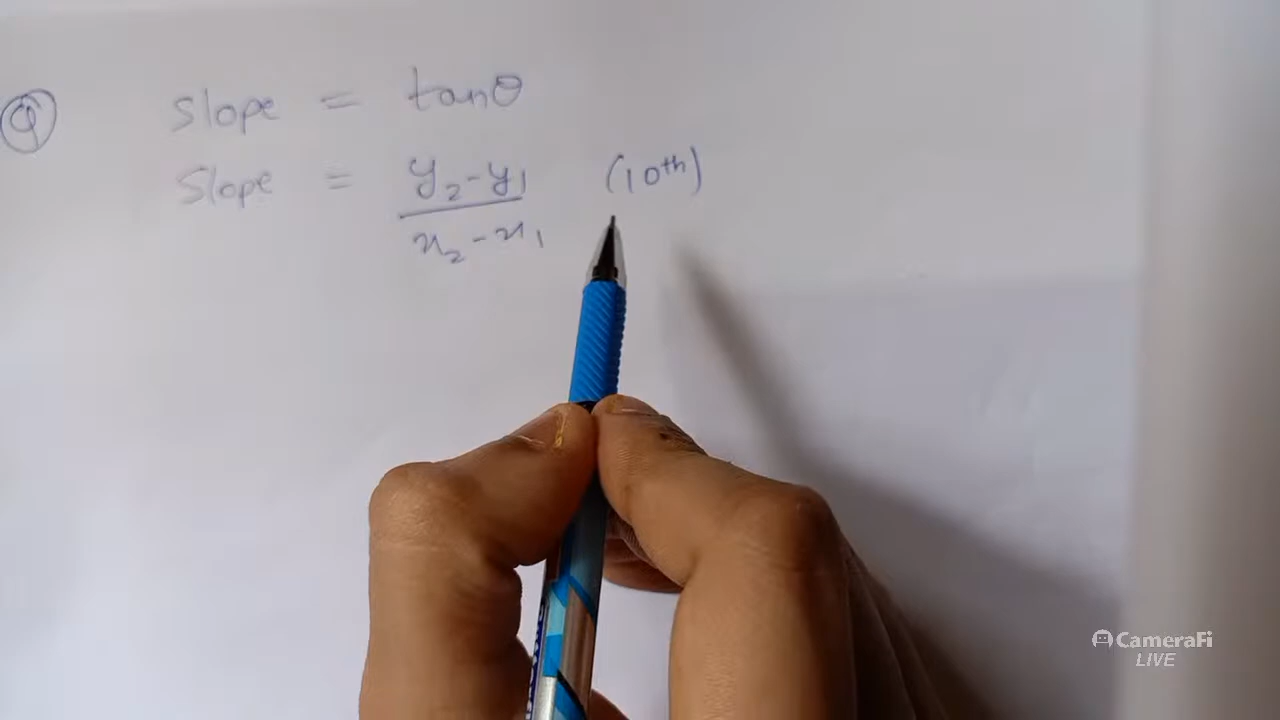 Q slope = tanθ
Slope = y₂-y₁ (10th)
x₂-x₁
CameraFi
LIVE